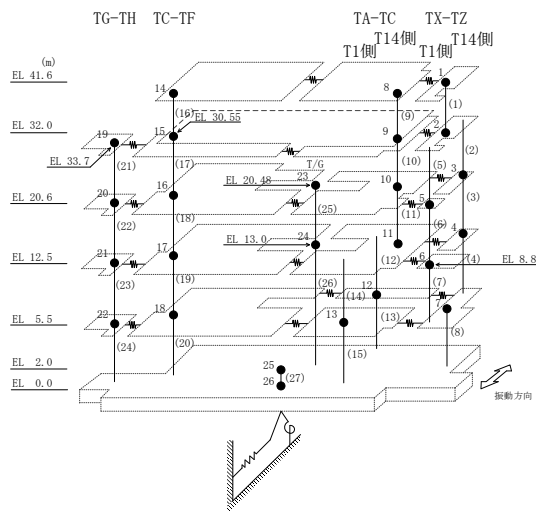 TG-TH TC-TF TA-TC TX-TZ
T14側 T14側
T1側 T1側
(m)
EL 41.6
14 8 1
(16) EL 30.55 (9) (1)
EL 32.0
19 15 9 2
EL 33.7 (21) (17) (10) (2)
T/G
EL 20.6
20 16 EL 20.48 23 10 (5) 3
(22) (18) (25) (11) 5 (3)
EL 12.5
21 17 EL 13.0 24 11 (6) 4
(23) (19) (12) 6 (4) EL 8.8
(26) (14) 12 (7)
EL 5.5
22 18 13 (13) 7
(24) (20) (15) (8)
EL 2.0
25
EL 0.0
26 (27)
振動方向